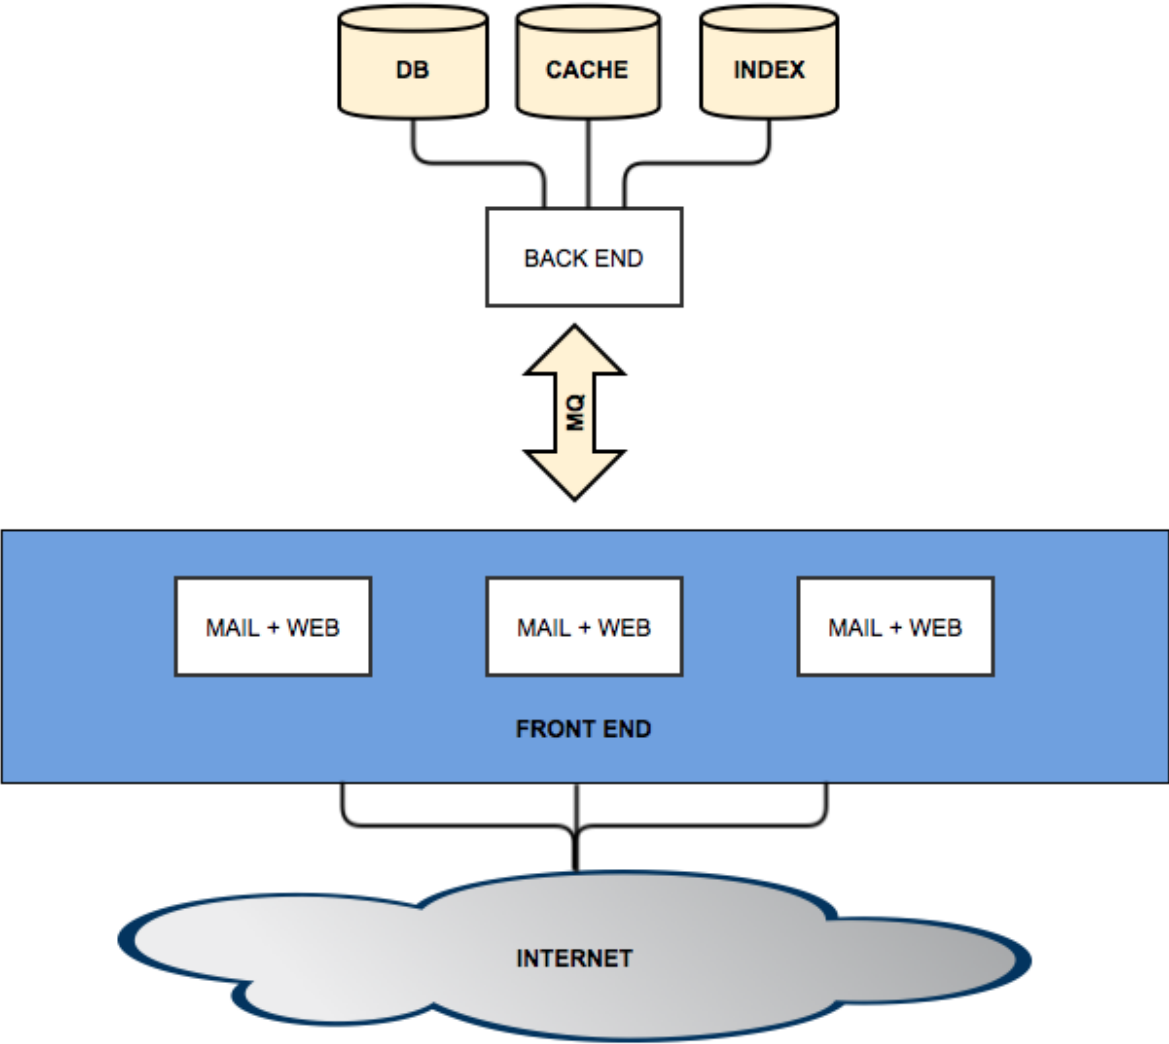 DB
CACHE
INDEX
BACK END
MQ
MAIL + WEB
MAIL + WEB
MAIL + WEB
FRONT END
INTERNET